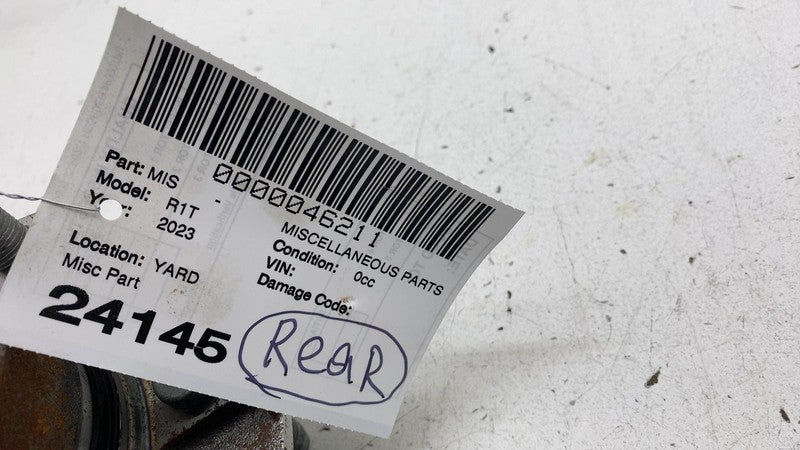 0000046211
Part: MIS - MISCELLANEOUS PARTS
Model: R1T Condition: 0cc
Year: 2023 VIN:
Damage Code:
Location: YARD
Misc Part
24145 ReaR